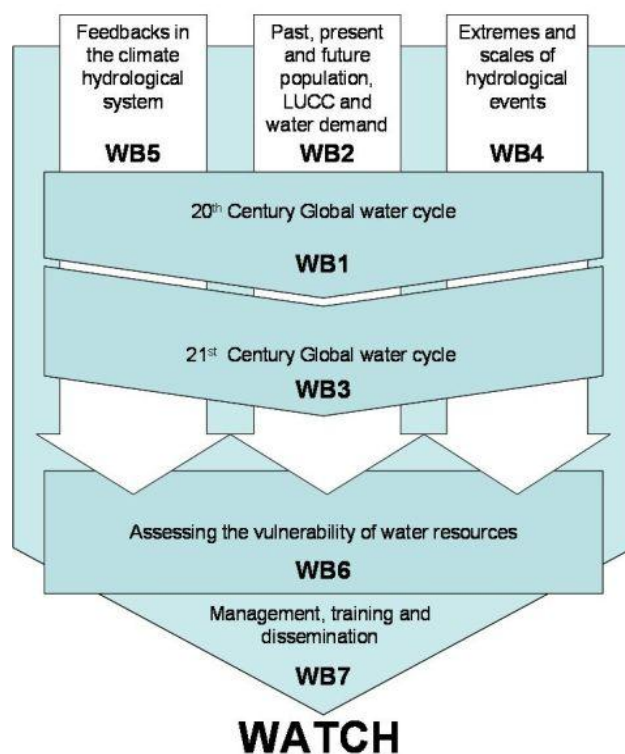 Feedbacks in
the climate
hydrological
system
WB5
Past, present
and future
population,
LUCC and
water demand
WB2
Extremes and
scales of
hydrological
events
WB4
20th Century Global water cycle
WB1
21st Century Global water cycle
WB3
Assessing the vulnerability of water resources
WB6
Management, training and
dissemination
WB7
WATCH